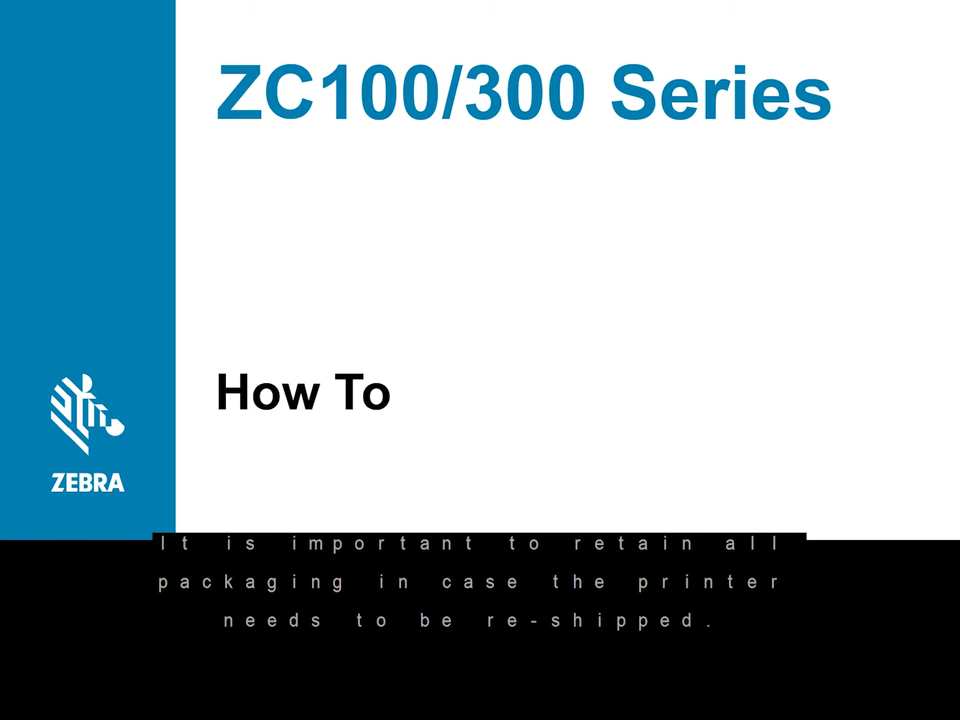 ZC100/300 Series
How To
ZEBRA
It is important to retain all
packaging in case the printer
needs to be re-shipped.